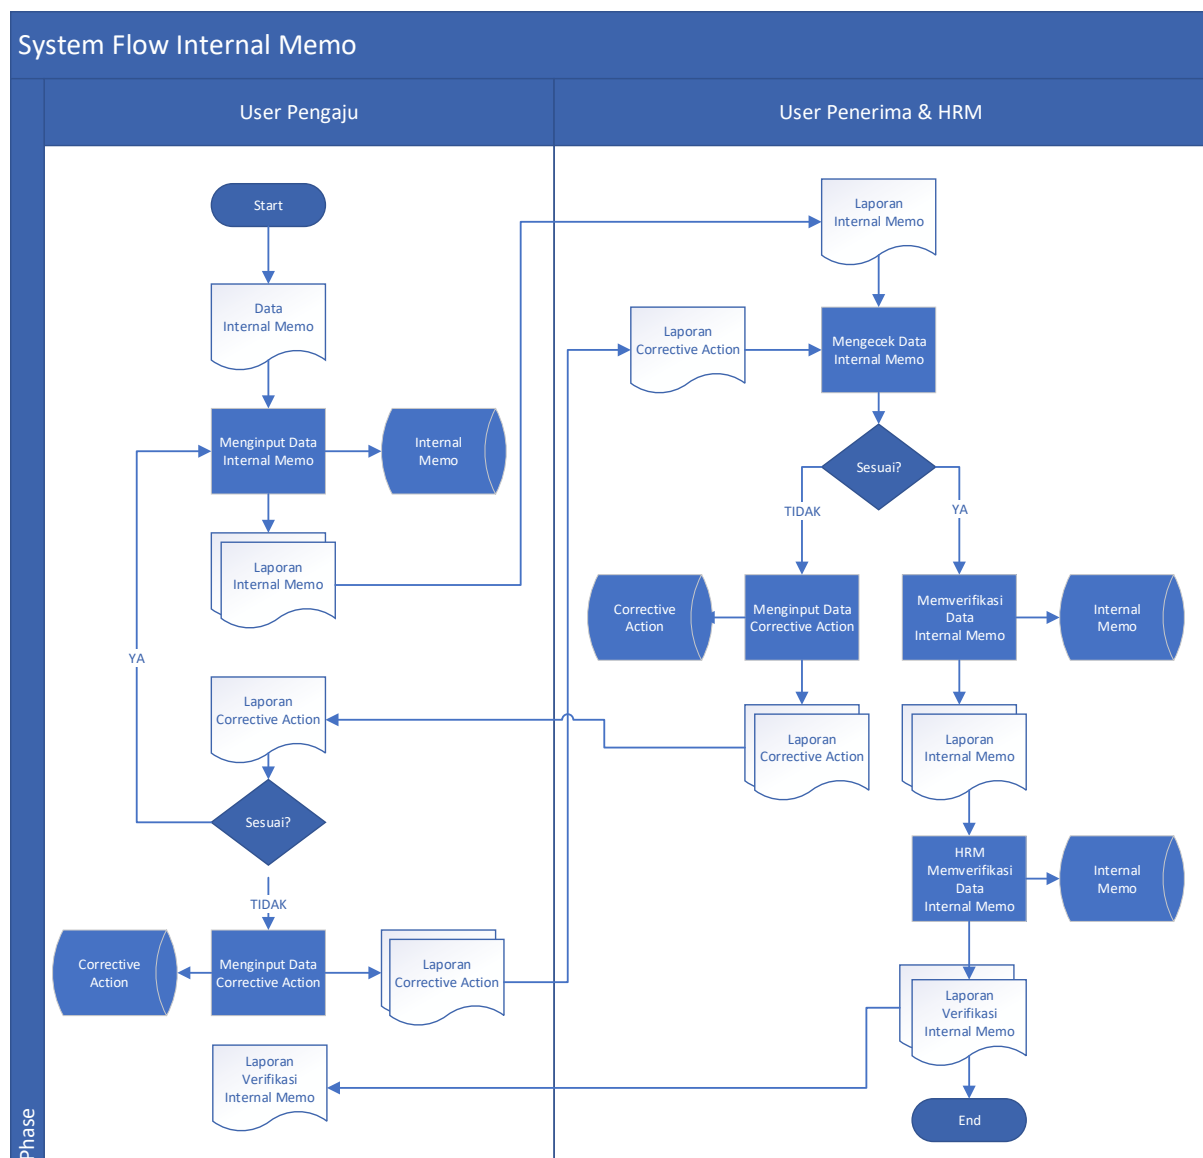 System Flow Internal Memo
User Pengaju
User Penerima & HRM
Phase
Start
Data
Internal Memo
Menginput Data
Internal Memo
Internal
Memo
Laporan
Internal Memo
YA
Laporan
Corrective Action
Sesuai?
TIDAK
Corrective
Action
Menginput Data
Corrective Action
Laporan
Corrective Action
Laporan
Verifikasi
Internal Memo
Laporan
Internal Memo
Laporan
Corrective Action
Mengecek Data
Internal Memo
Sesuai?
TIDAK
YA
Corrective
Action
Menginput Data
Corrective Action
Memverifikasi
Data
Internal Memo
Internal
Memo
Laporan
Corrective Action
Laporan
Internal Memo
HRM
Memverifikasi
Data
Internal Memo
Internal
Memo
Laporan
Verifikasi
Internal Memo
End